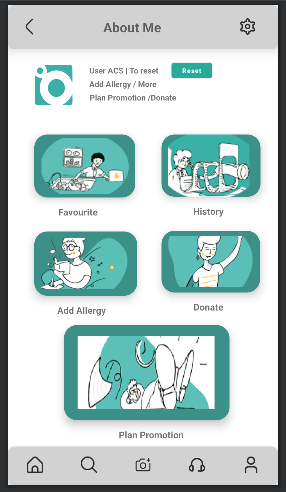 About Me
User ACS | To reset
Reset
Add Allergy / More
Plan Promotion /Donate
Favourite
History
Add Allergy
Donate
Plan Promotion